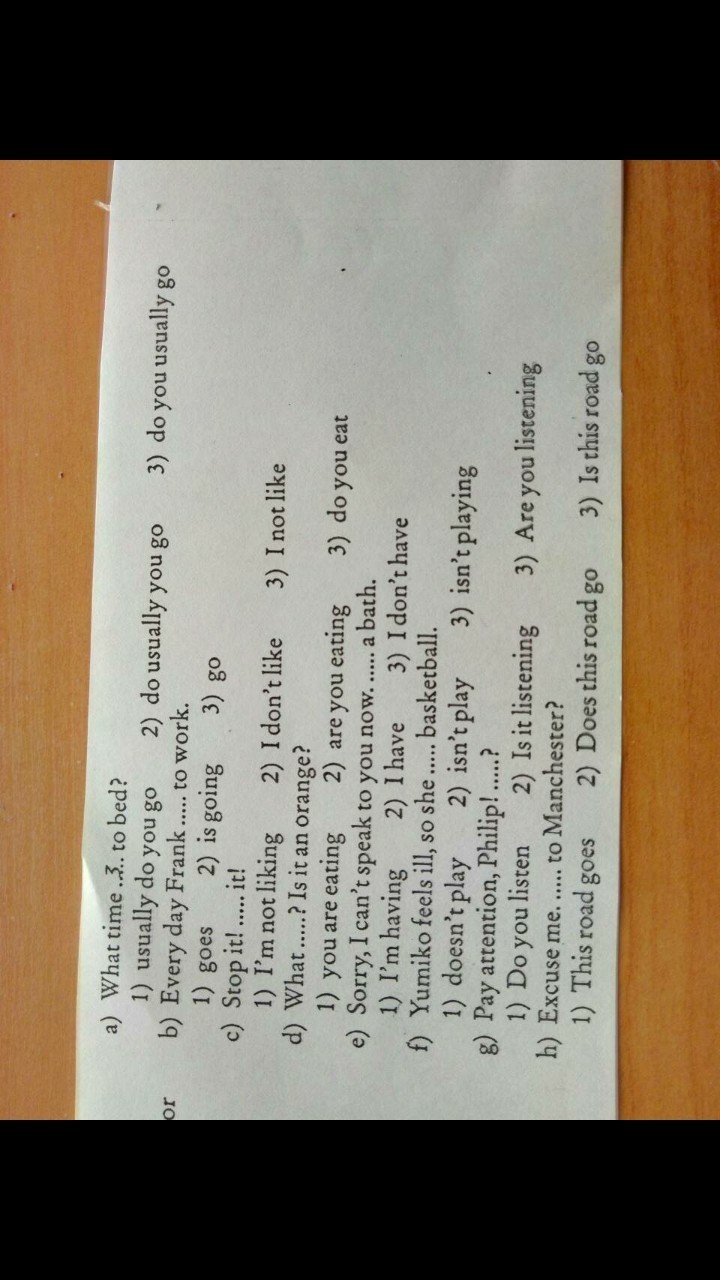 a) What time ..3.. to bed?
1) usually do you go 2) do usually you go 3) do you usually go
or
b) Every day Frank ..... to work.
1) goes 2) is going 3) go
c) Stop it! ..... it!
1) I'm not liking 2) I don't like 3) I not like
d) What ......? Is it an orange?
1) you are eating 2) are you eating 3) do you eat
e) Sorry, I can't speak to you now. ...... a bath.
1) I'm having 2) I have 3) I don't have
f) Yumiko feels ill, so she ..... basketball.
1) doesn't play 2) isn't play 3) isn't playing
g) Pay attention, Philip! .....?
1) Do you listen 2) Is it listening 3) Are you listening
h) Excuse me. ...... to Manchester?
1) This road goes 2) Does this road go 3) Is this road go